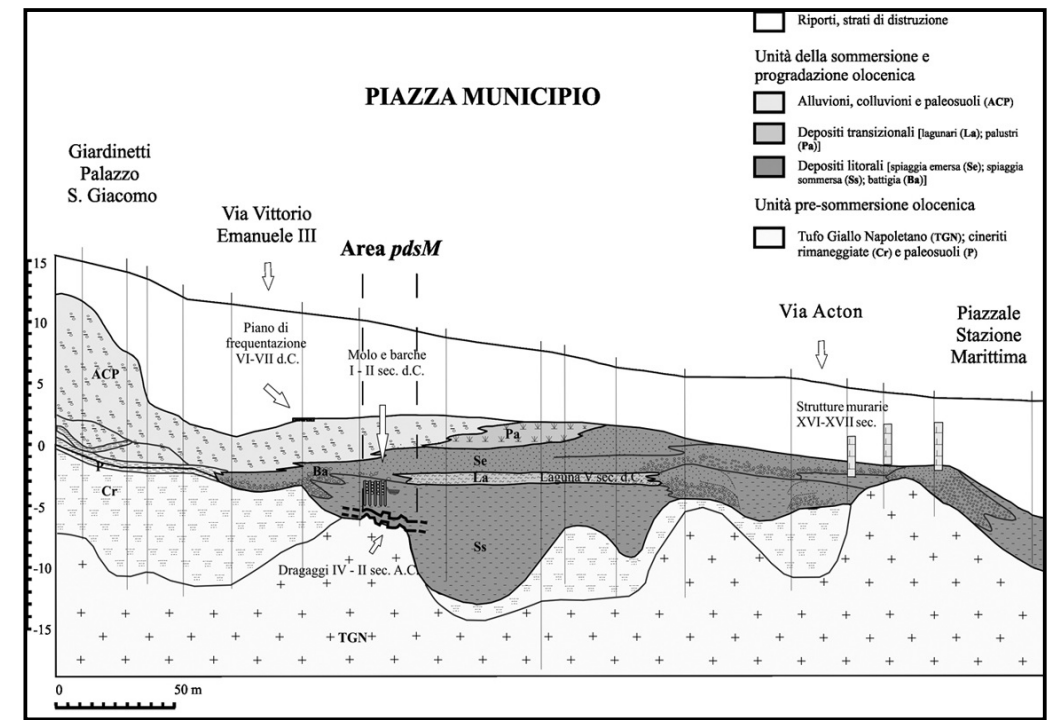 Riporti, strati di distruzione
Unità della sommersione e
progradazione olocenica
Alluvioni, colluvioni e paleosuoli (ACP)
Depositi transizionali [lagunari (La); palustri
(Pa)]
Depositi litorali [spiaggia emersa (Se); spiaggia
sommersa (Ss); battigia (Ba)]
Unità pre-sommersione olocenica
Tufo Giallo Napoletano (TGN); cineriti
rimaneggiate (Cr) e paleosuoli (P)
PIAZZA MUNICIPIO
Giardinetti
Palazzo
S. Giacomo
Via Vittorio
Emanuele III
Area pdsM
Via Acton
Piazzale
Stazione
Marittima
Piano di
frequentazione
VI-VII d.C.
Molo e barche
I - II sec. d.C.
Strutture murarie
XVI-XVII sec.
15
10
5
0
-5
-10
-15
ACP
P
Cr
Pa
Se
Ba
La
Laguna V sec. d.C.
Ss
Dragaggi IV - II sec. A.C.
TGN
0
50 m